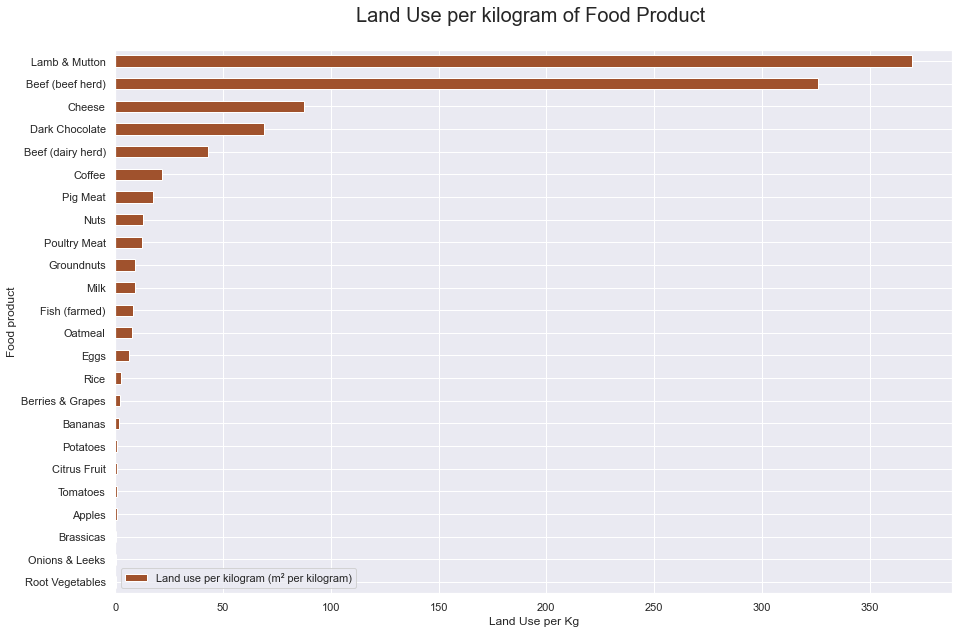 Land Use per kilogram of Food Product
Food product
Lamb & Mutton
Beef (beef herd)
Cheese
Dark Chocolate
Beef (dairy herd)
Coffee
Pig Meat
Nuts
Poultry Meat
Groundnuts
Milk
Fish (farmed)
Oatmeal
Eggs
Rice
Berries & Grapes
Bananas
Potatoes
Citrus Fruit
Tomatoes
Apples
Brassicas
Onions & Leeks
Root Vegetables
Land use per kilogram (m² per kilogram)
0 50 100 150 200 250 300 350
Land Use per Kg